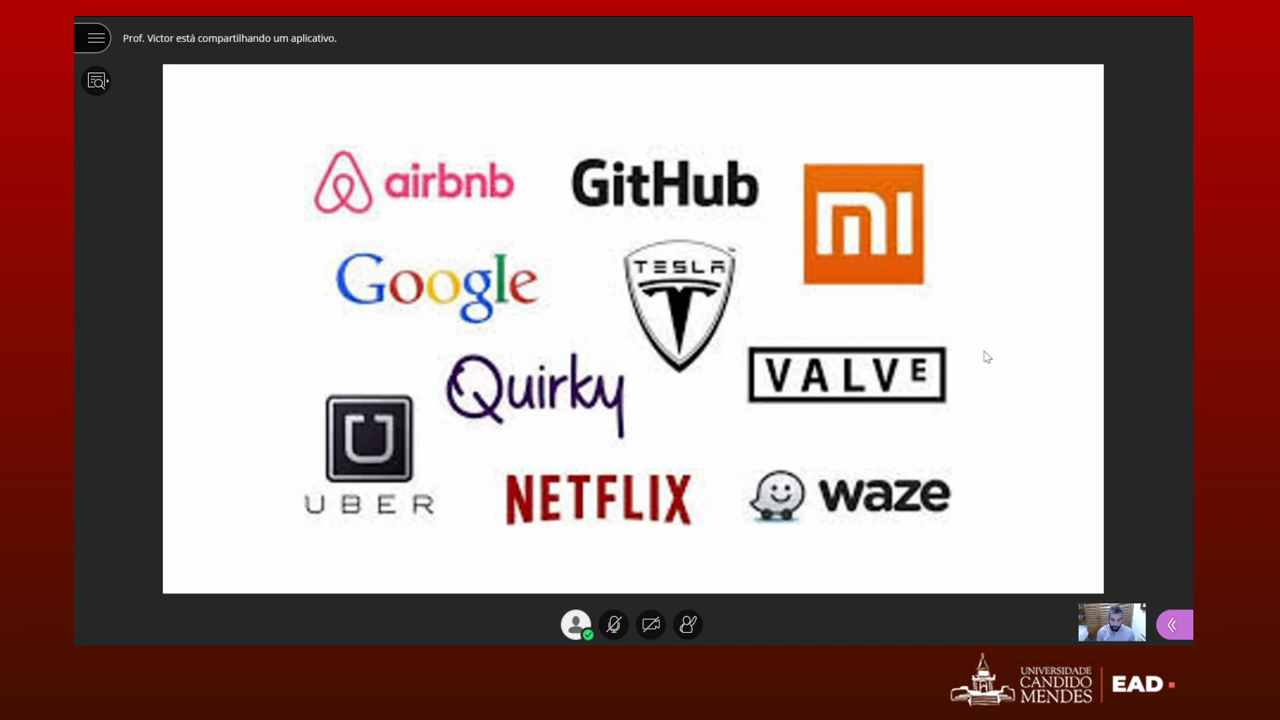 Prof. Victor está compartilhando um aplicativo.
airbnb
GitHub
mi
Google
TESLA
Quirky
VALVE
UBER
NETFLIX
waze
UNIVERSIDADE
CANDIDO
MENDES
EAD